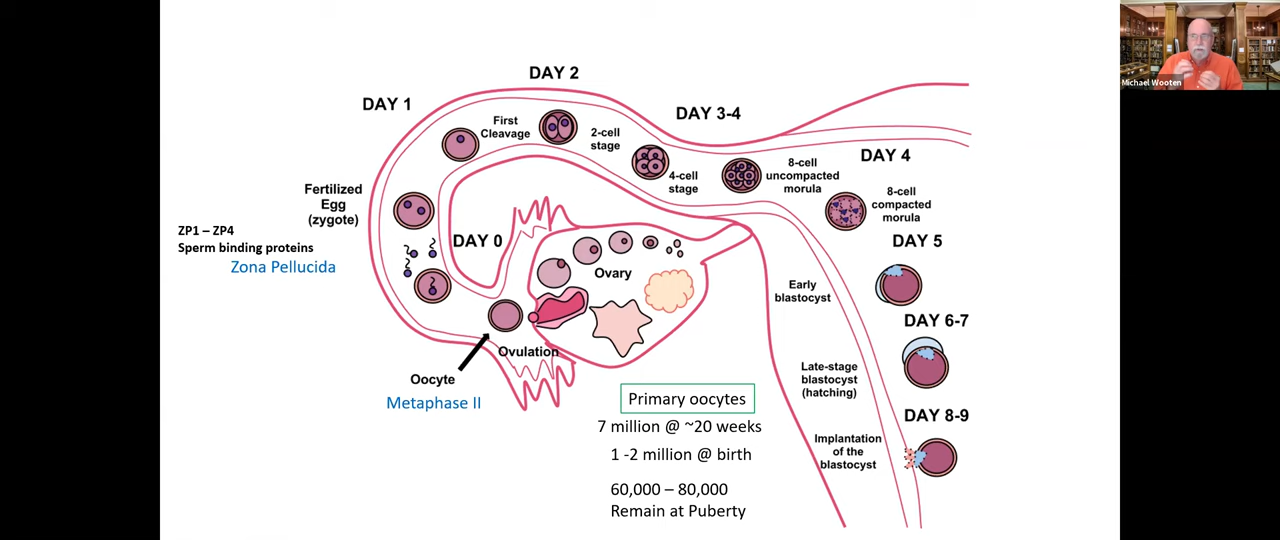 Michael Wooten
DAY 2
DAY 1
DAY 3-4
First
Cleavage
2-cell
stage
4-cell
stage
8-cell
uncompacted
morula
DAY 4
8-cell
compacted
morula
Fertilized
Egg
(zygote)
ZP1 – ZP4
Sperm binding proteins
Zona Pellucida
DAY 0
Ovary
DAY 5
Early
blastocyst
DAY 6-7
Ovulation
Oocyte
Metaphase II
Late-stage
blastocyst
(hatching)
Primary oocytes
7 million @ ~20 weeks
1 -2 million @ birth
60,000 – 80,000
Remain at Puberty
DAY 8-9
Implantation
of the
blastocyst